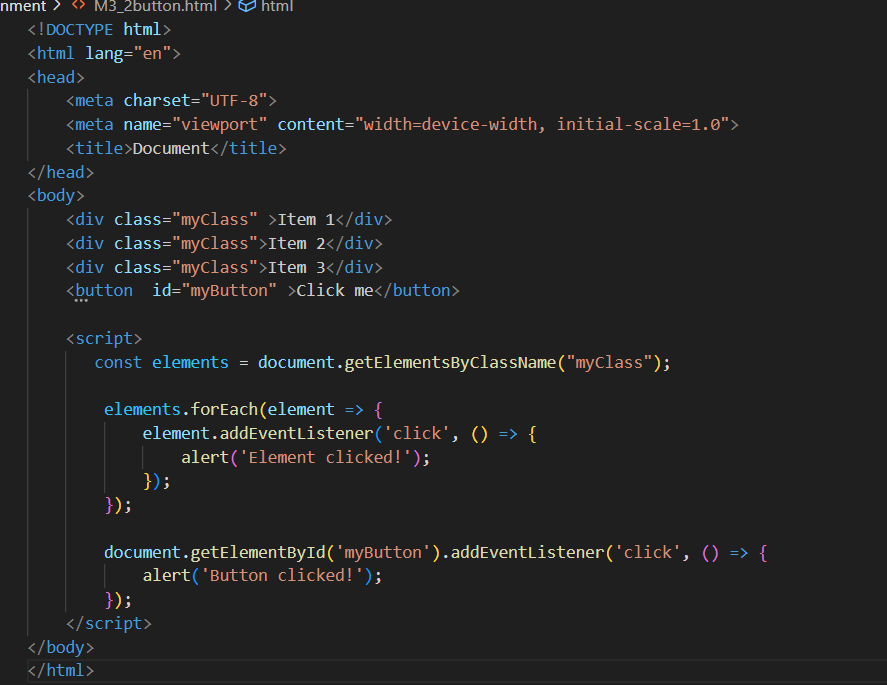 nment > <> M3_2button.html > html
<!DOCTYPE html>
<html lang="en">
<head>
    <meta charset="UTF-8">
    <meta name="viewport" content="width=device-width, initial-scale=1.0">
    <title>Document</title>
</head>
<body>
    <div class="myClass" >Item 1</div>
    <div class="myClass">Item 2</div>
    <div class="myClass">Item 3</div>
    <button  id="myButton" >Click me</button>

    <script>
       const elements = document.getElementsByClassName("myClass");

        elements.forEach(element => {
            element.addEventListener('click', () => {
                alert('Element clicked!');
            });
        });

        document.getElementById('myButton').addEventListener('click', () => {
            alert('Button clicked!');
        });
    </script>
</body>
</html>